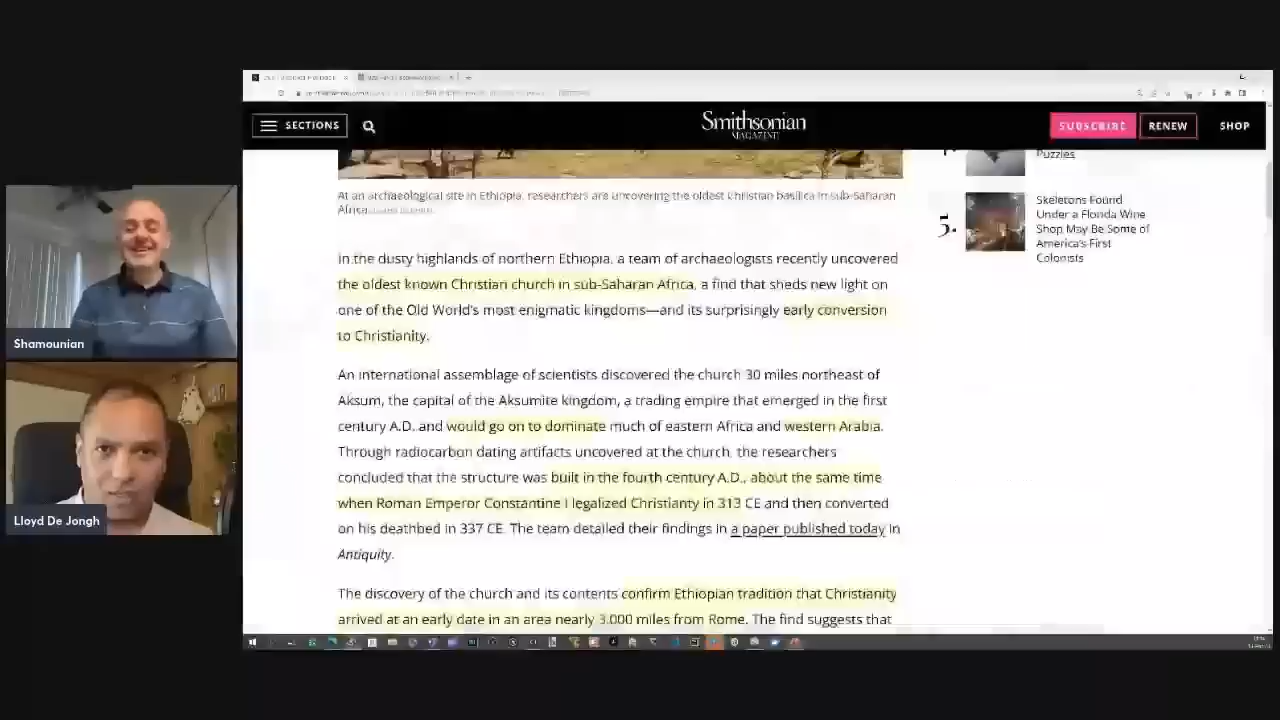 SECTIONS
Smithsonian
MAGAZINE
SUBSCRIBE
RENEW
SHOP
Puzzles
At an archaeological site in Ethiopia, researchers are uncovering the oldest Christian basilica in sub-Saharan
Africa.
5.
Skeletons Found
Under a Florida Wine
Shop May Be Some of
America's First
Colonists
In the dusty highlands of northern Ethiopia, a team of archaeologists recently uncovered
the oldest known Christian church in sub-Saharan Africa, a find that sheds new light on
one of the Old World's most enigmatic kingdoms—and its surprisingly early conversion
to Christianity.
An international assemblage of scientists discovered the church 30 miles northeast of
Aksum, the capital of the Aksumite kingdom, a trading empire that emerged in the first
century A.D. and would go on to dominate much of eastern Africa and western Arabia.
Through radiocarbon dating artifacts uncovered at the church, the researchers
concluded that the structure was built in the fourth century A.D., about the same time
when Roman Emperor Constantine I legalized Christianty in 313 CE and then converted
on his deathbed in 337 CE. The team detailed their findings in a paper published today in
Antiquity.
The discovery of the church and its contents confirm Ethiopian tradition that Christianity
arrived at an early date in an area nearly 3,000 miles from Rome. The find suggests that
Shamounian
Lloyd De Jongh